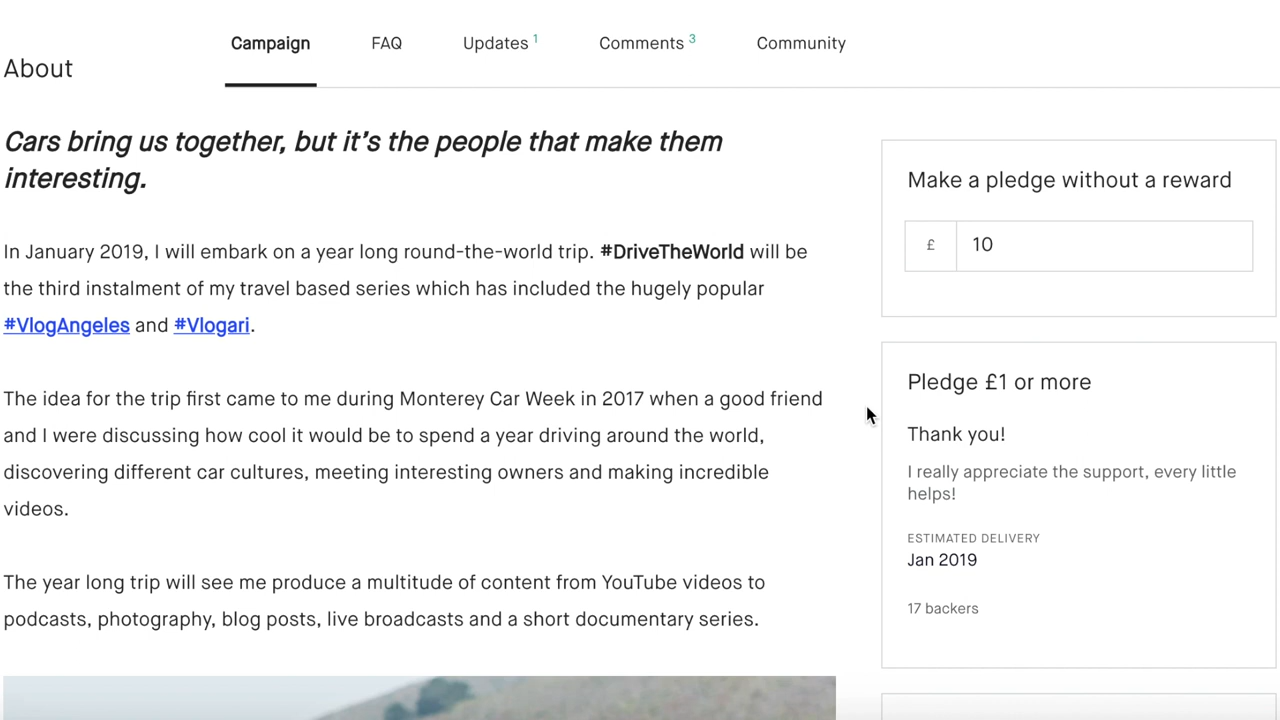 Campaign
FAQ
Updates 1
Comments 3
Community
About
Cars bring us together, but it’s the people that make them
interesting.
In January 2019, I will embark on a year long round-the-world trip. #DriveTheWorld will be
the third instalment of my travel based series which has included the hugely popular
#VlogAngeles and #Vlogari.
The idea for the trip first came to me during Monterey Car Week in 2017 when a good friend
and I were discussing how cool it would be to spend a year driving around the world,
discovering different car cultures, meeting interesting owners and making incredible
videos.
The year long trip will see me produce a multitude of content from YouTube videos to
podcasts, photography, blog posts, live broadcasts and a short documentary series.
Make a pledge without a reward
£ 10
Pledge £1 or more
Thank you!
I really appreciate the support, every little
helps!
ESTIMATED DELIVERY
Jan 2019
17 backers